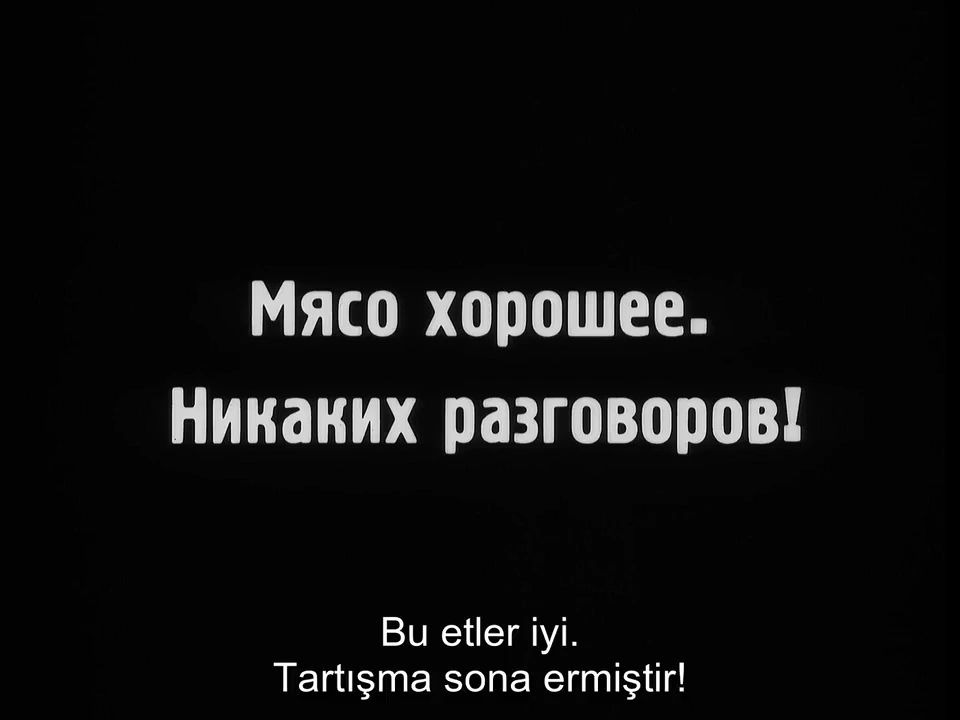 Мясо хорошее.
Никаких разговоров!
Bu etler iyi.
Tartışma sona ermiştir!